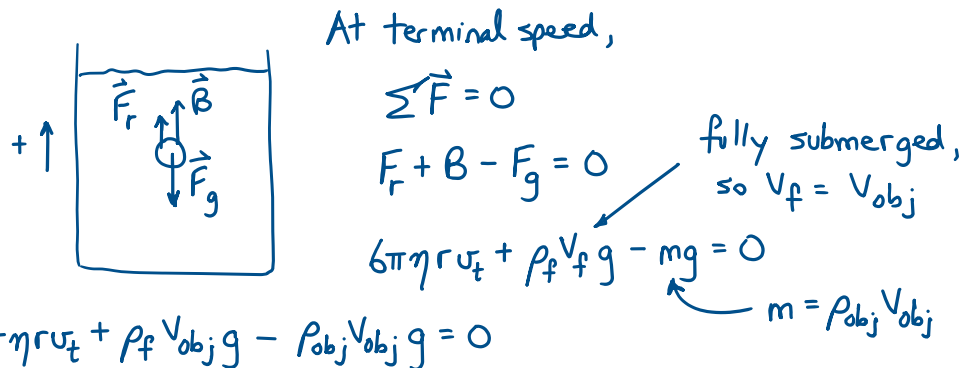 At terminal speed,
ΣF⃗ = 0
F⃗r B⃗
+ ↑
F⃗g
Fr + B - Fg = 0
fully submerged,
so Vf = Vobj
6πηrvt + ρfVfg - mg = 0
m = ρobjVobj
ηrvt + ρfVobjg - ρobjVobjg = 0